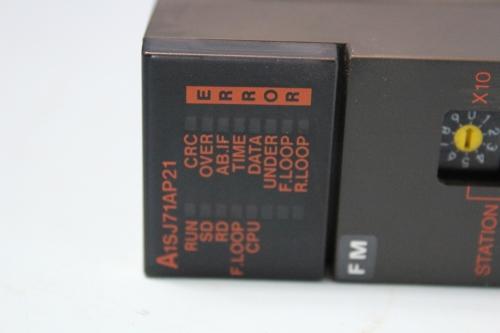 A1SJ71AP21
ERROR
RUN CRC
SD OVER
RD AB.IF
F.LOOP TIME
CPU DATA
UNDER
F.LOOP
R.LOOP
FM
X10
STATION